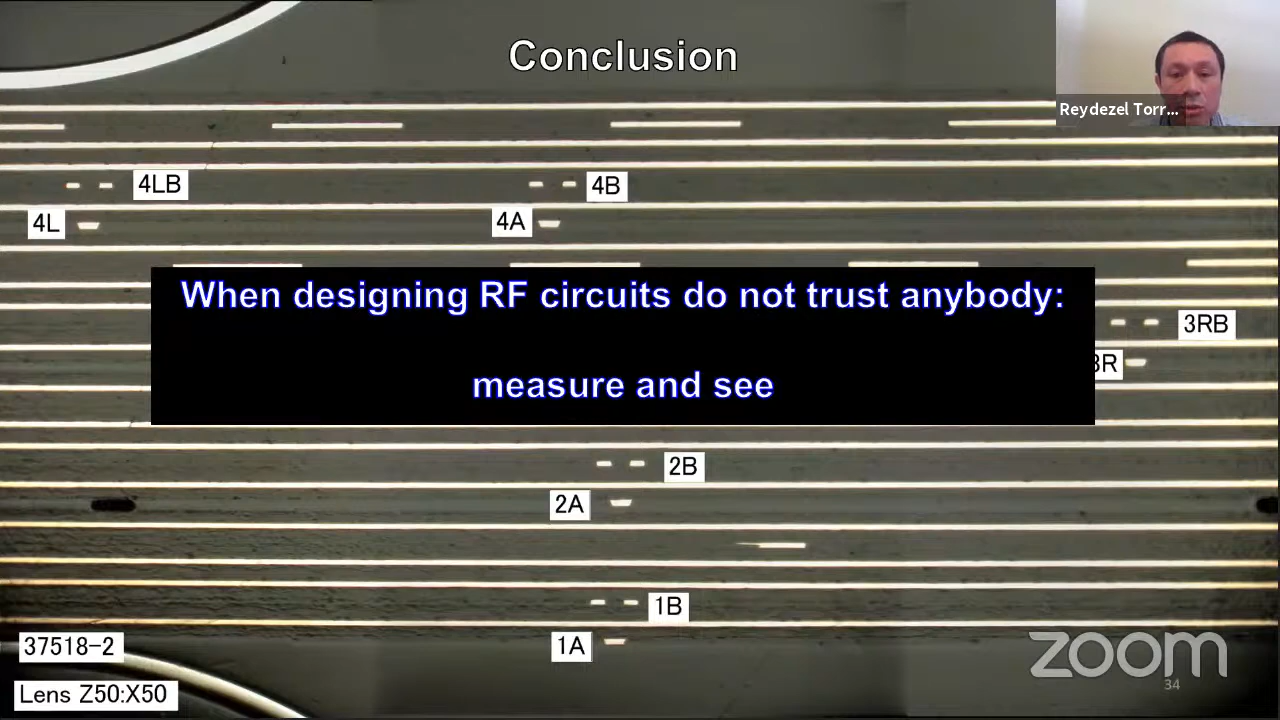 Conclusion
Reydezel Torr...
4LB
4B
4L
4A
When designing RF circuits do not trust anybody:
measure and see
3RB
3R
2B
2A
1B
1A
37518-2
Lens Z50:X50
zoom
34